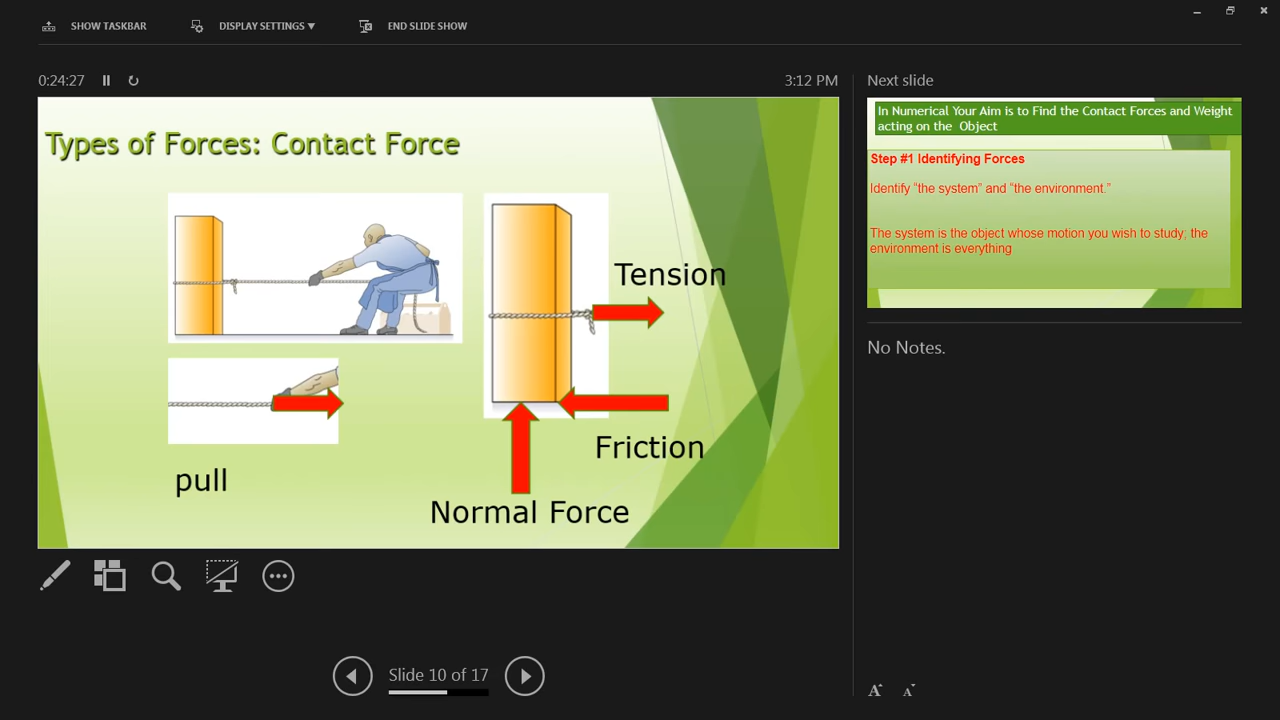 SHOW TASKBAR
DISPLAY SETTINGS ▼
END SLIDE SHOW
0:24:27
3:12 PM
Types of Forces: Contact Force
Tension
Friction
pull
Normal Force
Slide 10 of 17
Next slide
In Numerical Your Aim is to Find the Contact Forces and Weight
acting on the Object
Step #1 Identifying Forces
Identify “the system” and “the environment.”
The system is the object whose motion you wish to study; the
environment is everything
No Notes.
A A